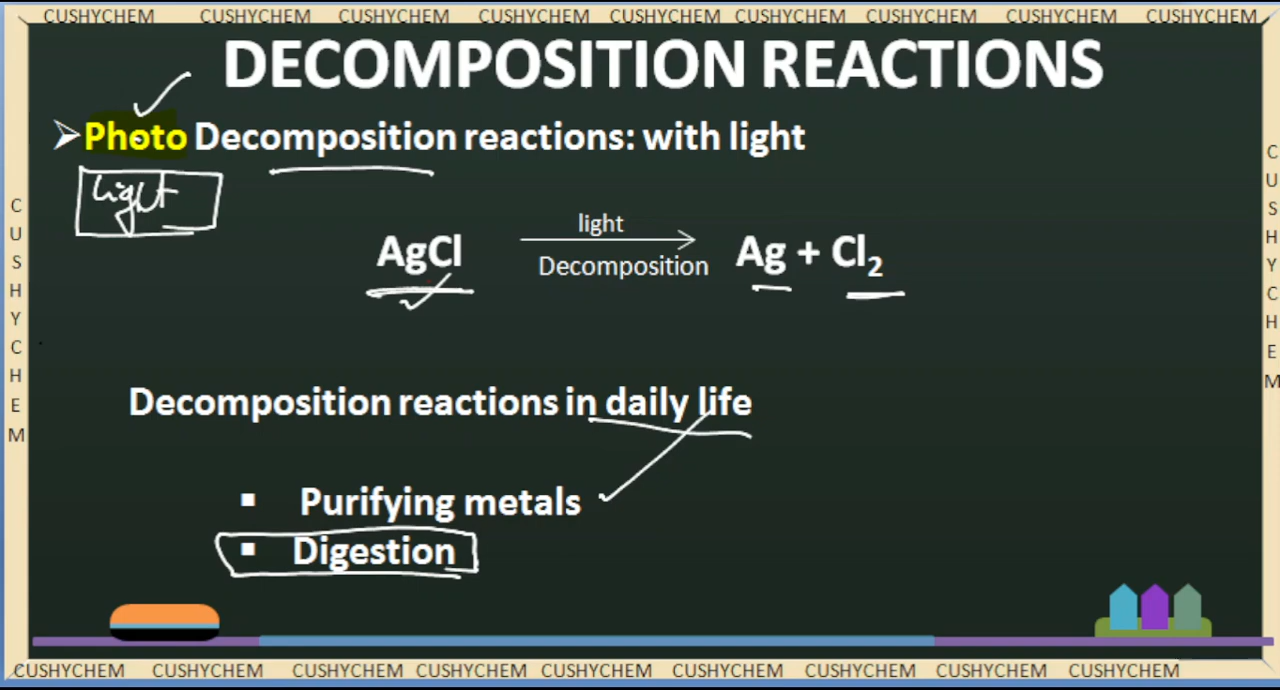 CUSHYCHEM CUSHYCHEM CUSHYCHEM CUSHYCHEM CUSHYCHEM CUSHYCHEM CUSHYCHEM CUSHYCHEM CUSHYCHEM
DECOMPOSITION REACTIONS
➢Photo Decomposition reactions: with light
light
light
AgCl → Ag + Cl₂
Decomposition
Decomposition reactions in daily life
▪ Purifying metals
▪ Digestion
CUSHYCHEM
CUSHYCHEM
CUSHYCHEM CUSHYCHEM CUSHYCHEM CUSHYCHEM CUSHYCHEM CUSHYCHEM CUSHYCHEM CUSHYCHEM CUSHYCHEM